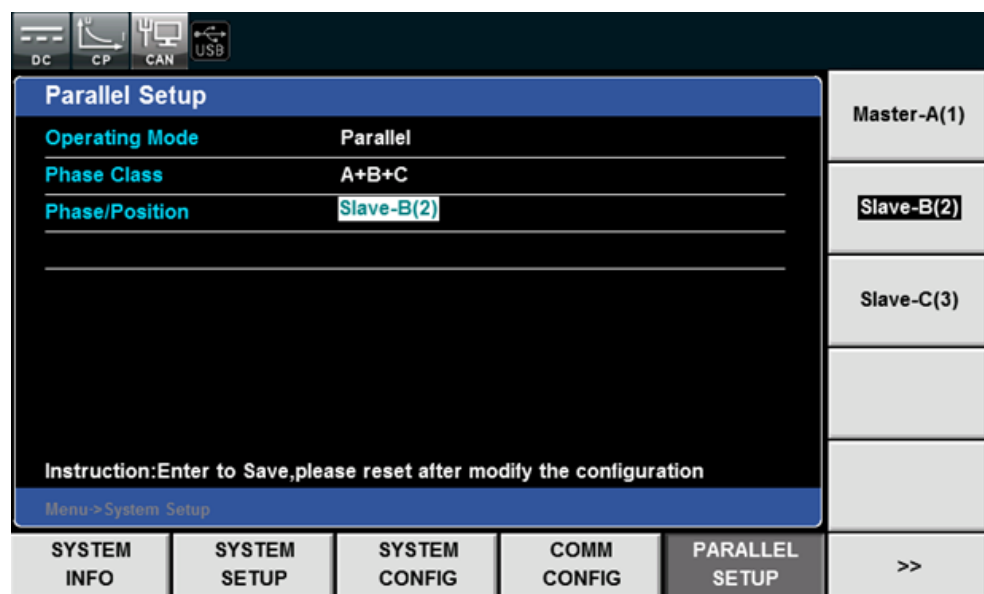 DC CP CAN USB
Parallel Setup
Operating Mode Parallel
Phase Class A+B+C
Phase/Position Slave-B(2)
Instruction:Enter to Save,please reset after modify the configuration
Menu->System Setup
Master-A(1)
Slave-B(2)
Slave-C(3)
SYSTEM INFO
SYSTEM SETUP
SYSTEM CONFIG
COMM CONFIG
PARALLEL SETUP
>>